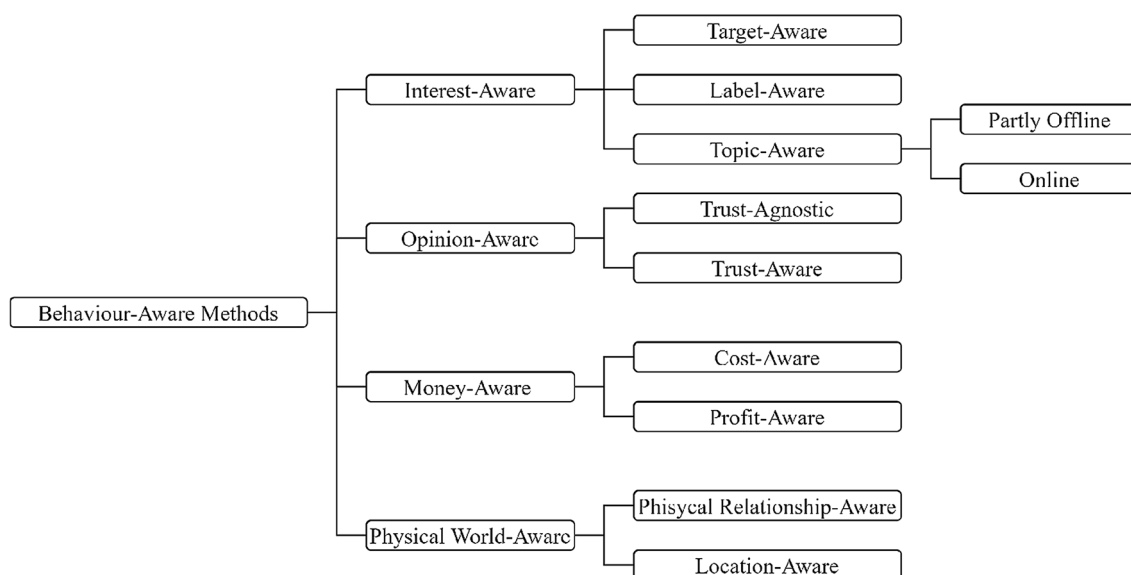 Target-Aware
Interest-Aware
Label-Aware
Partly Offline
Topic-Aware
Online
Trust-Agnostic
Opinion-Aware
Trust-Aware
Behaviour-Aware Methods
Cost-Aware
Money-Aware
Profit-Aware
Phisycal Relationship-Aware
Physical World-Aware
Location-Aware